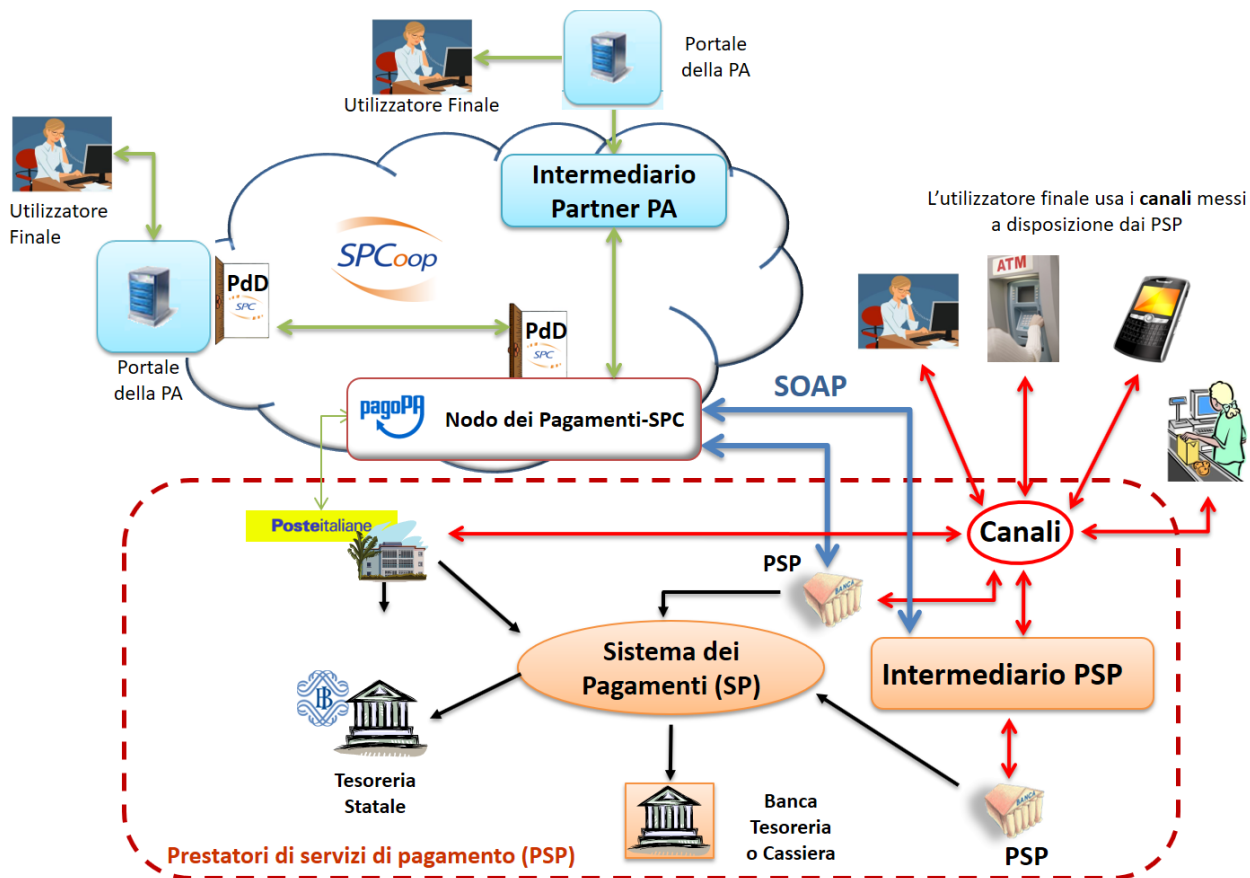 Portale
della PA
Utilizzatore Finale
Intermediario
Partner PA
L'utilizzatore finale usa i canali messi
a disposizione dai PSP
Utilizzatore
Finale
SPCoop
ATM
PdD
SPC
PdD
SPC
Portale
della PA
SOAP
pagoPA
Nodo dei Pagamenti-SPC
Posteitaliane
Canali
PSP
BANCA
Sistema dei
Pagamenti (SP)
Intermediario PSP
Tesoreria
Statale
BANCA
Banca
Tesoreria
o Cassiera
PSP
Prestatori di servizi di pagamento (PSP)